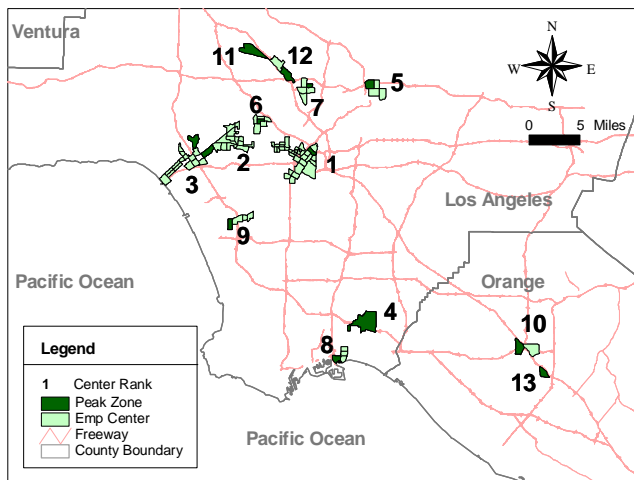 Ventura
11
12
N
W E
S
5
7
6
5 Miles
0
2
1
3
Los Angeles
9
Pacific Ocean
Orange
4
10
8
13
Legend
1 Center Rank
Peak Zone
Emp Center
Freeway
County Boundary
Pacific Ocean